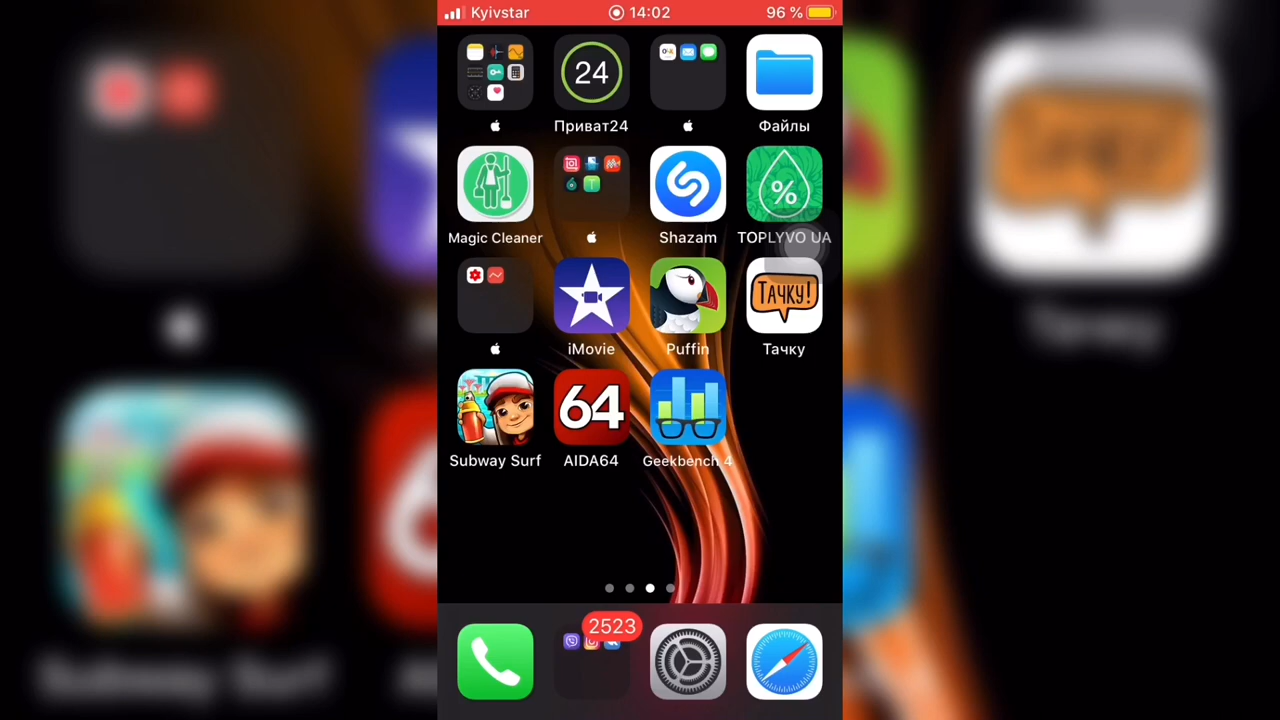 Kyivstar 14:02 96 %
24
Приват24 Файлы
%
Magic Cleaner Shazam TOPLYVO UA
ТАЧКУ!
iMovie Puffin Тачку
64
Subway Surf AIDA64 Geekbench 4
2523